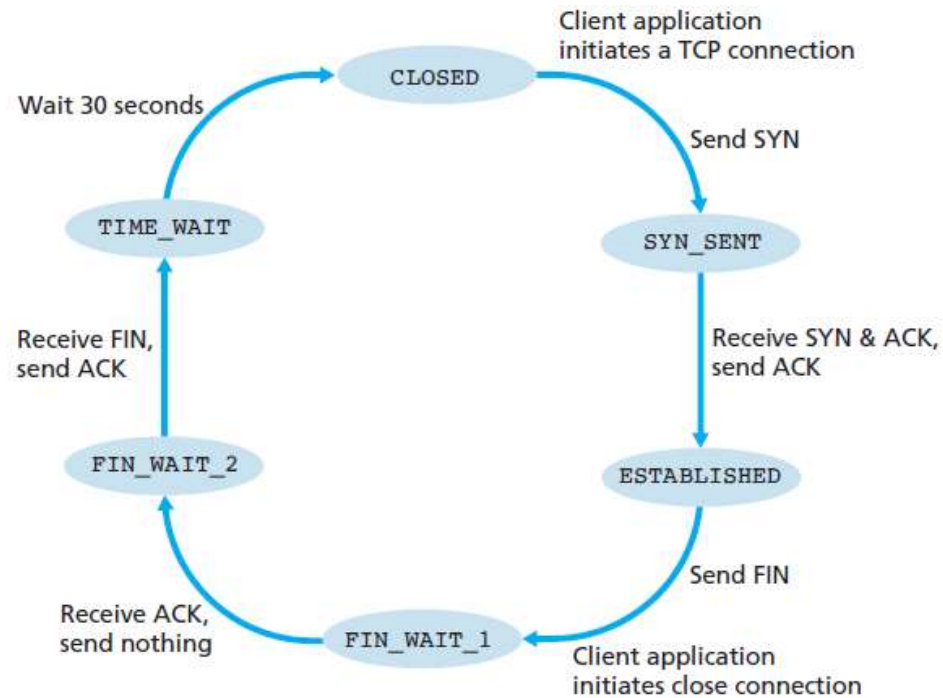 Client application
initiates a TCP connection
CLOSED
Wait 30 seconds
Send SYN
TIME_WAIT
SYN_SENT
Receive FIN,
send ACK
Receive SYN & ACK,
send ACK
FIN_WAIT_2
ESTABLISHED
Send FIN
Receive ACK,
send nothing
FIN_WAIT_1
Client application
initiates close connection